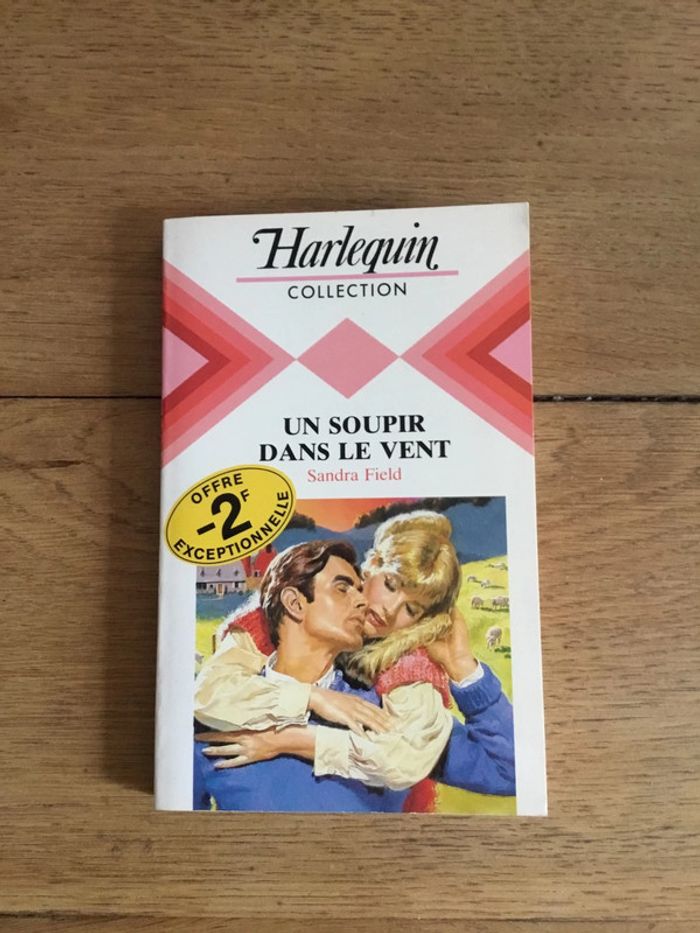 Harlequin
COLLECTION
UN SOUPIR
DANS LE VENT
Sandra Field
OFFRE
-2F
EXCEPTIONNELLE